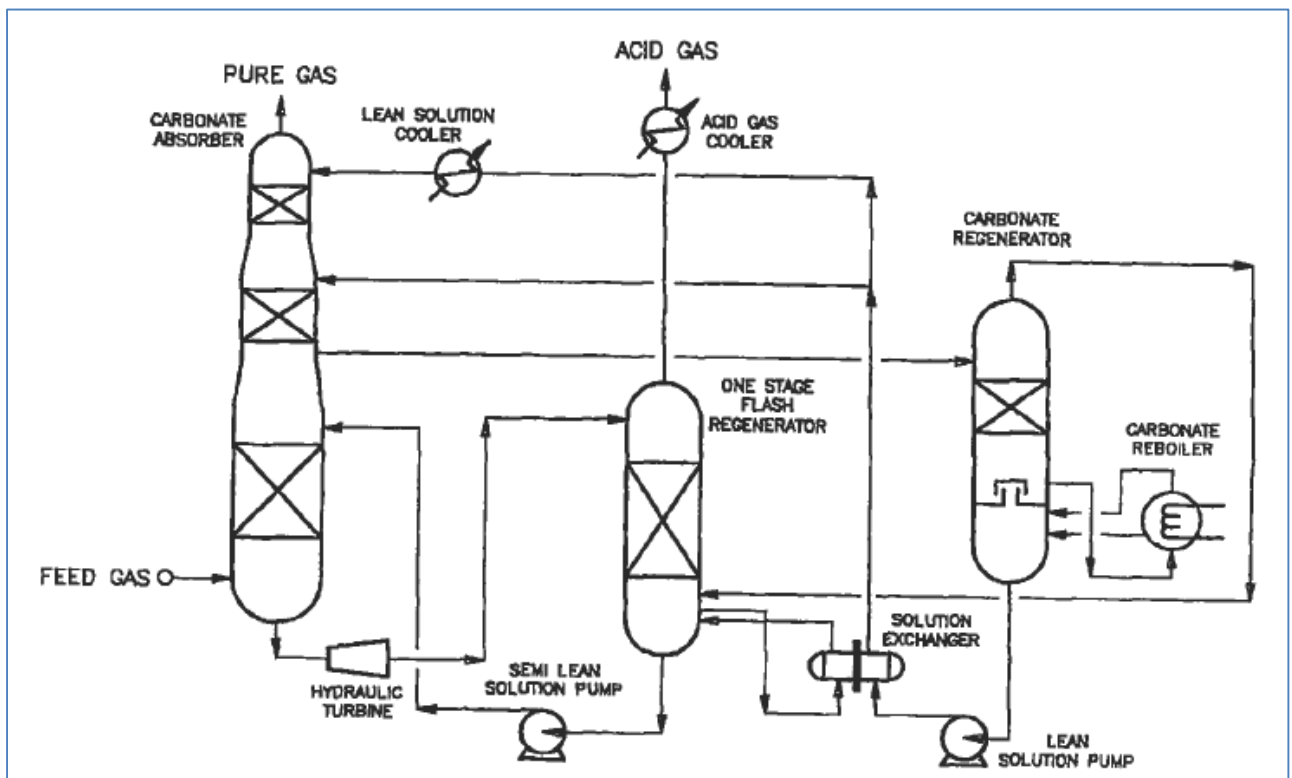 ACID GAS
PURE GAS
CARBONATE
ABSORBER
LEAN SOLUTION
COOLER
ACID GAS
COOLER
CARBONATE
REGENERATOR
ONE STAGE
FLASH
REGENERATOR
CARBONATE
REBOILER
FEED GAS
SOLUTION
EXCHANGER
SEMI LEAN
SOLUTION PUMP
HYDRAULIC
TURBINE
LEAN
SOLUTION PUMP